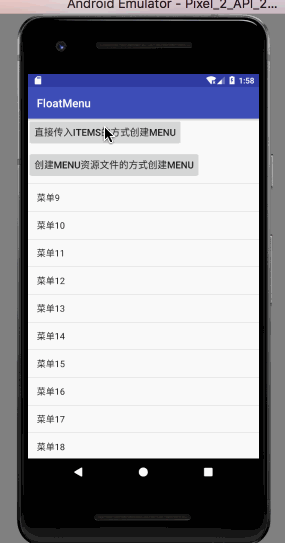 Android Emulator - Pixel_2_API_2...
1:58
FloatMenu
直接传入ITEMS的方式创建MENU
创建MENU资源文件的方式创建MENU
菜单9
菜单10
菜单11
菜单12
菜单13
菜单14
菜单15
菜单16
菜单17
菜单18